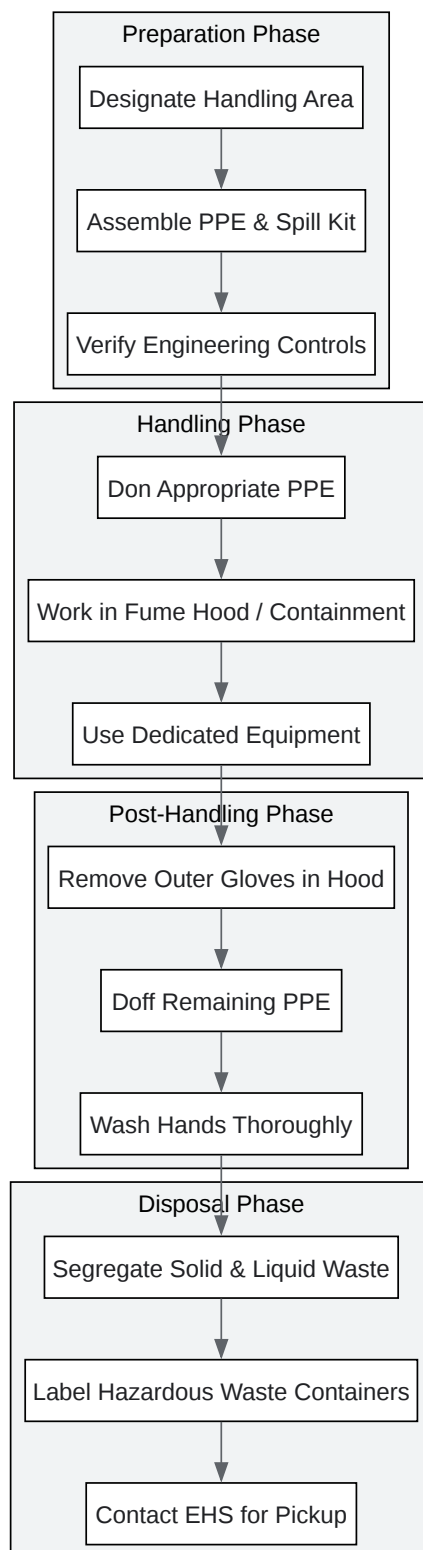 Preparation Phase
Designate Handling Area
Assemble PPE & Spill Kit
Verify Engineering Controls
Handling Phase
Don Appropriate PPE
Work in Fume Hood / Containment
Use Dedicated Equipment
Post-Handling Phase
Remove Outer Gloves in Hood
Doff Remaining PPE
Wash Hands Thoroughly
Disposal Phase
Segregate Solid & Liquid Waste
Label Hazardous Waste Containers
Contact EHS for Pickup